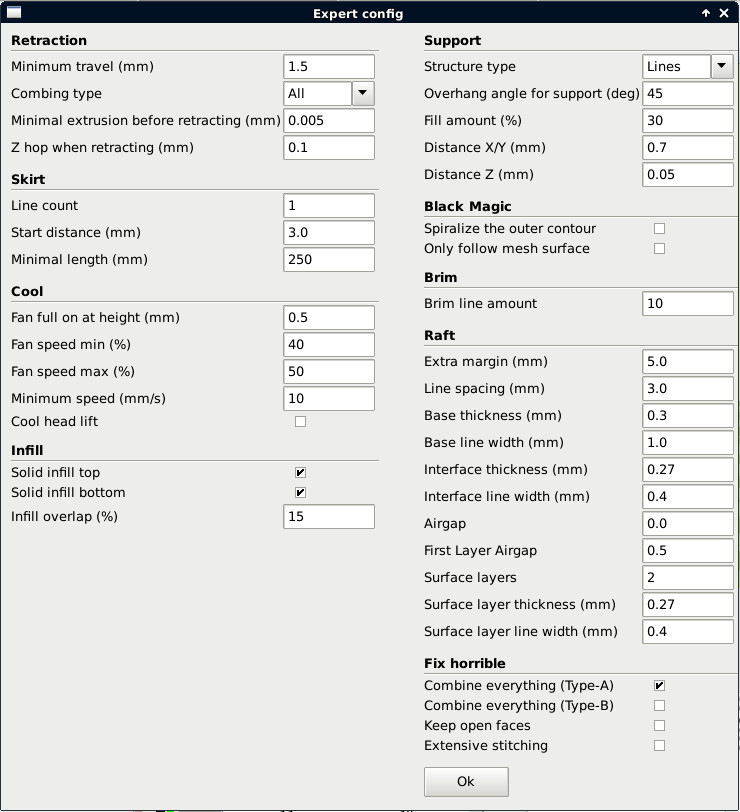 Expert config
Retraction
Minimum travel (mm) 1.5
Combing type All
Minimal extrusion before retracting (mm) 0.005
Z hop when retracting (mm) 0.1
Skirt
Line count 1
Start distance (mm) 3.0
Minimal length (mm) 250
Cool
Fan full on at height (mm) 0.5
Fan speed min (%) 40
Fan speed max (%) 50
Minimum speed (mm/s) 10
Cool head lift
Infill
Solid infill top
Solid infill bottom
Infill overlap (%) 15
Support
Structure type Lines
Overhang angle for support (deg) 45
Fill amount (%) 30
Distance X/Y (mm) 0.7
Distance Z (mm) 0.05
Black Magic
Spiralize the outer contour
Only follow mesh surface
Brim
Brim line amount 10
Raft
Extra margin (mm) 5.0
Line spacing (mm) 3.0
Base thickness (mm) 0.3
Base line width (mm) 1.0
Interface thickness (mm) 0.27
Interface line width (mm) 0.4
Airgap 0.0
First Layer Airgap 0.5
Surface layers 2
Surface layer thickness (mm) 0.27
Surface layer line width (mm) 0.4
Fix horrible
Combine everything (Type-A)
Combine everything (Type-B)
Keep open faces
Extensive stitching
Ok